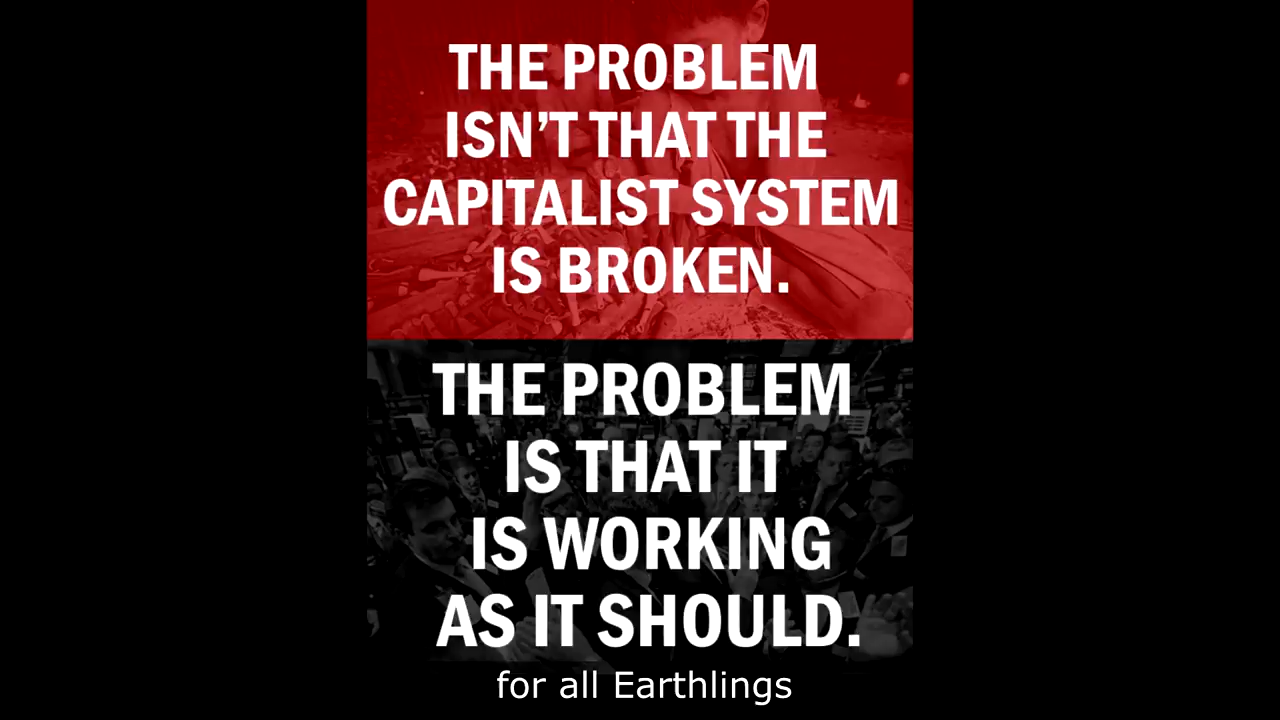 THE PROBLEM
ISN'T THAT THE
CAPITALIST SYSTEM
IS BROKEN.
THE PROBLEM
IS THAT IT
IS WORKING
AS IT SHOULD.
for all Earthlings